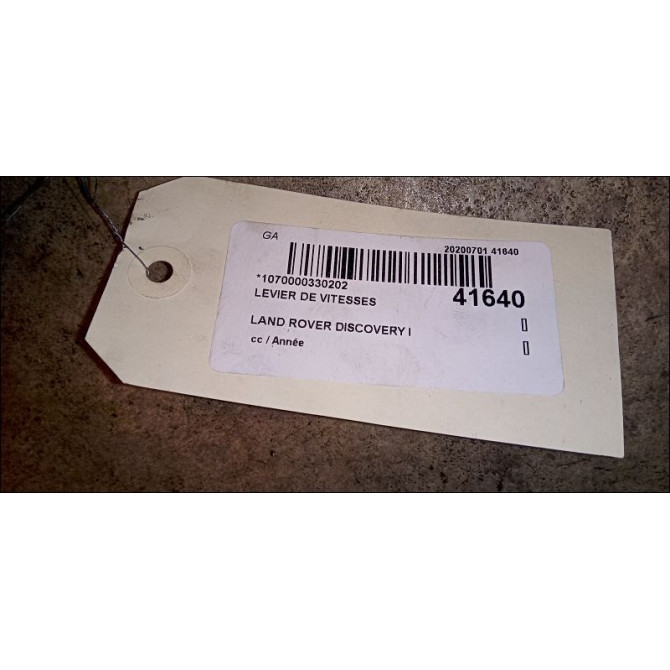 GA
20200701 41640
*1070000330202
41640
LEVIER DE VITESSES
LAND ROVER DISCOVERY I
cc / Année